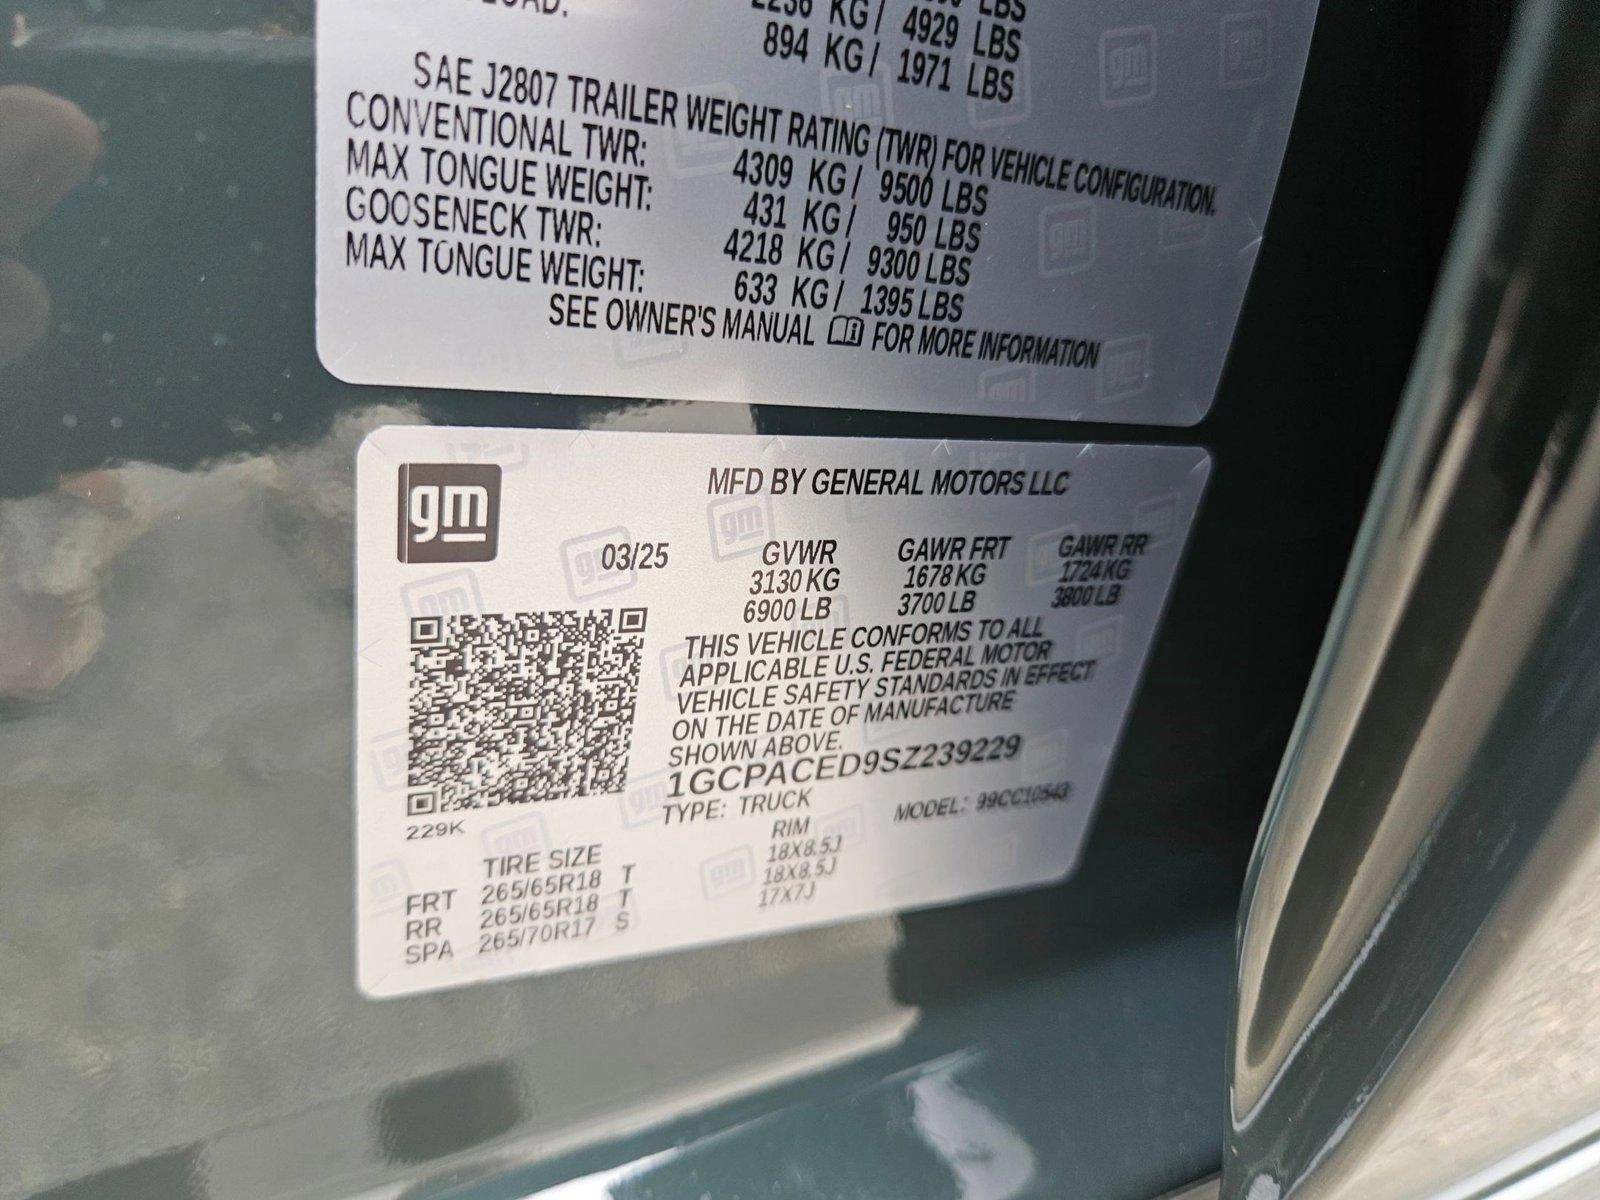 KG / 4929 LBS
894 KG / 1971 LBS
SAE J2807 TRAILER WEIGHT RATING (TWR) FOR VEHICLE CONFIGURATION.
CONVENTIONAL TWR: 4309 KG / 9500 LBS
MAX TONGUE WEIGHT: 431 KG / 950 LBS
GOOSENECK TWR: 4218 KG / 9300 LBS
MAX TONGUE WEIGHT: 633 KG / 1395 LBS
SEE OWNER'S MANUAL FOR MORE INFORMATION
gm
MFD BY GENERAL MOTORS LLC
03/25 GVWR GAWR FRT GAWR RR
3130 KG 1678 KG 1724 KG
6900 LB 3700 LB 3800 LB
THIS VEHICLE CONFORMS TO ALL
APPLICABLE U.S. FEDERAL MOTOR
VEHICLE SAFETY STANDARDS IN EFFECT
ON THE DATE OF MANUFACTURE
SHOWN ABOVE.
1GCPACED9SZ239229
TYPE: TRUCK MODEL: 99CC10543
229K
TIRE SIZE RIM
FRT 265/65R18 T 18X8.5J
RR 265/65R18 T 18X8.5J
SPA 265/70R17 S 17X7J